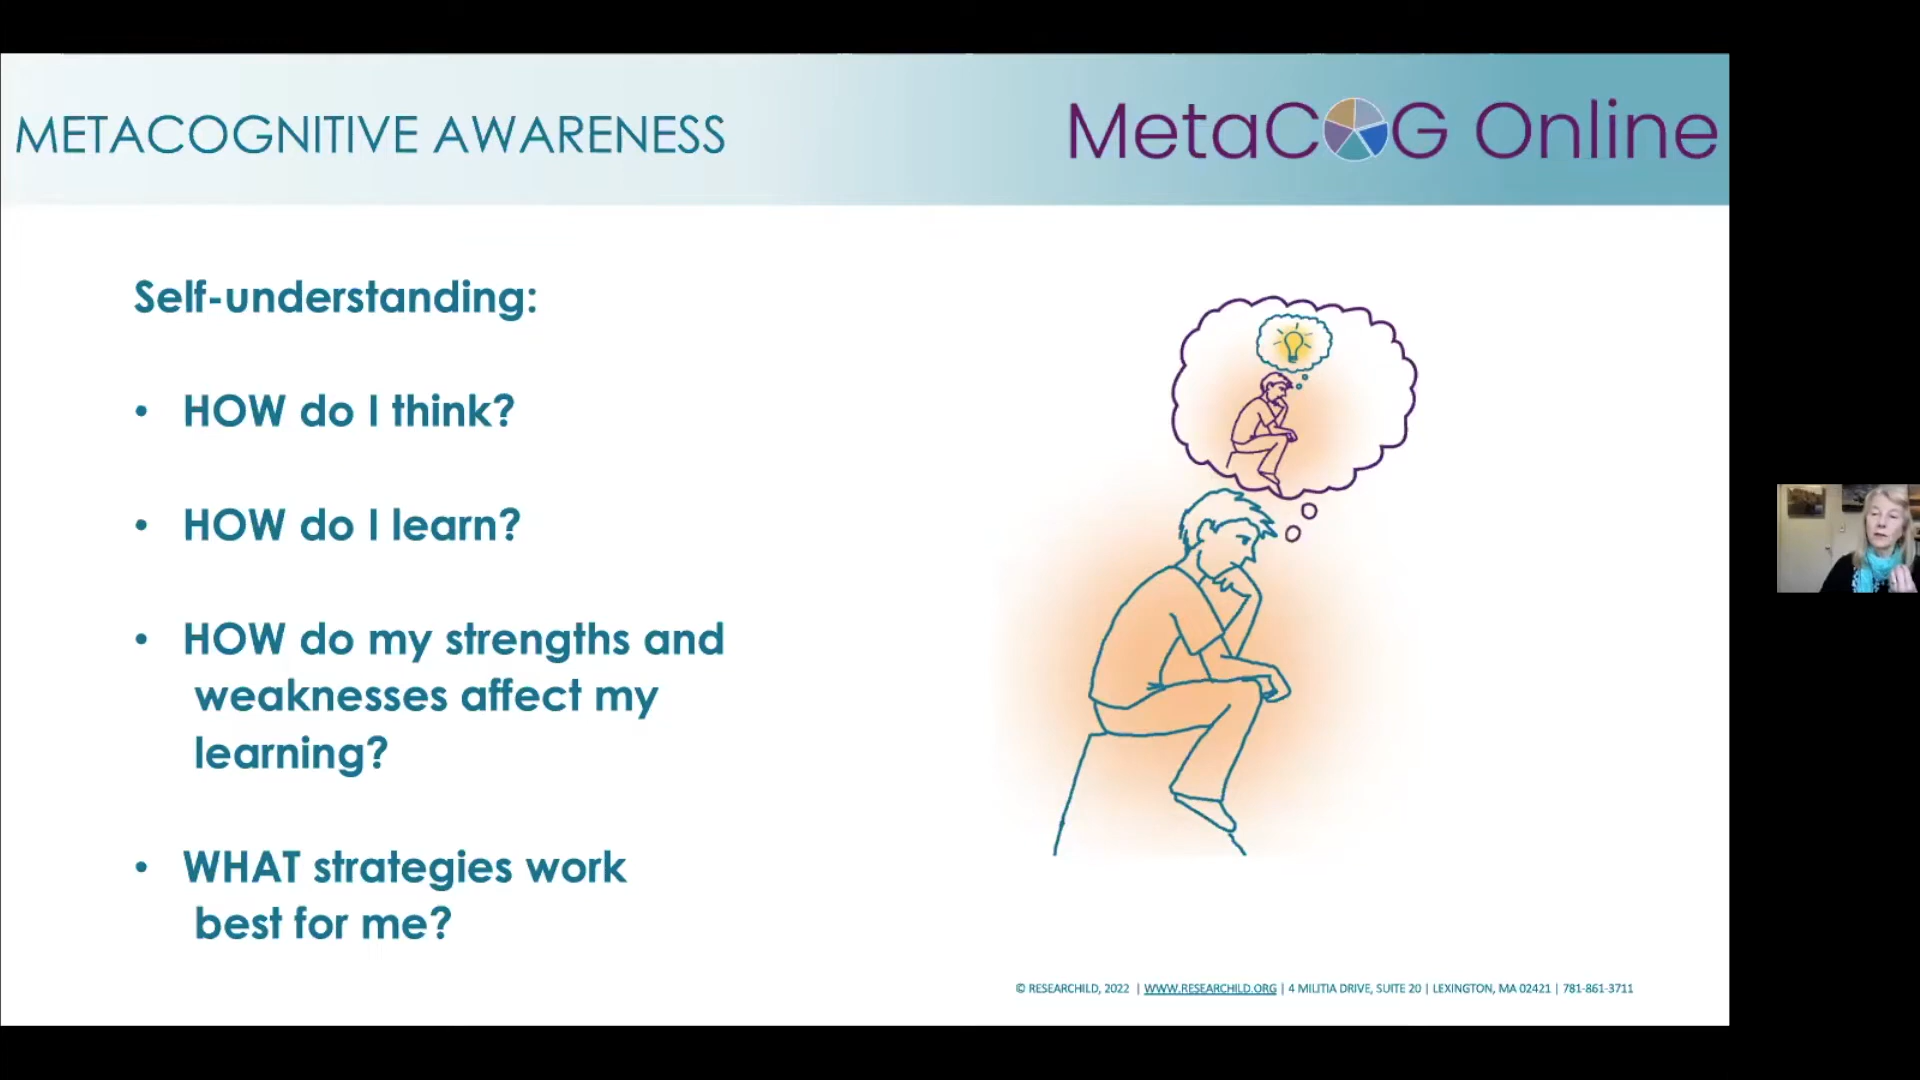 METACOGNITIVE AWARENESS
MetaCOG Online
Self-understanding:
• HOW do I think?
• HOW do I learn?
• HOW do my strengths and
weaknesses affect my
learning?
• WHAT strategies work
best for me?
© RESEARCHILD, 2022 | WWW.RESEARCHILD.ORG | 4 MILITIA DRIVE, SUITE 20 | LEXINGTON, MA 02421 | 781-861-3711